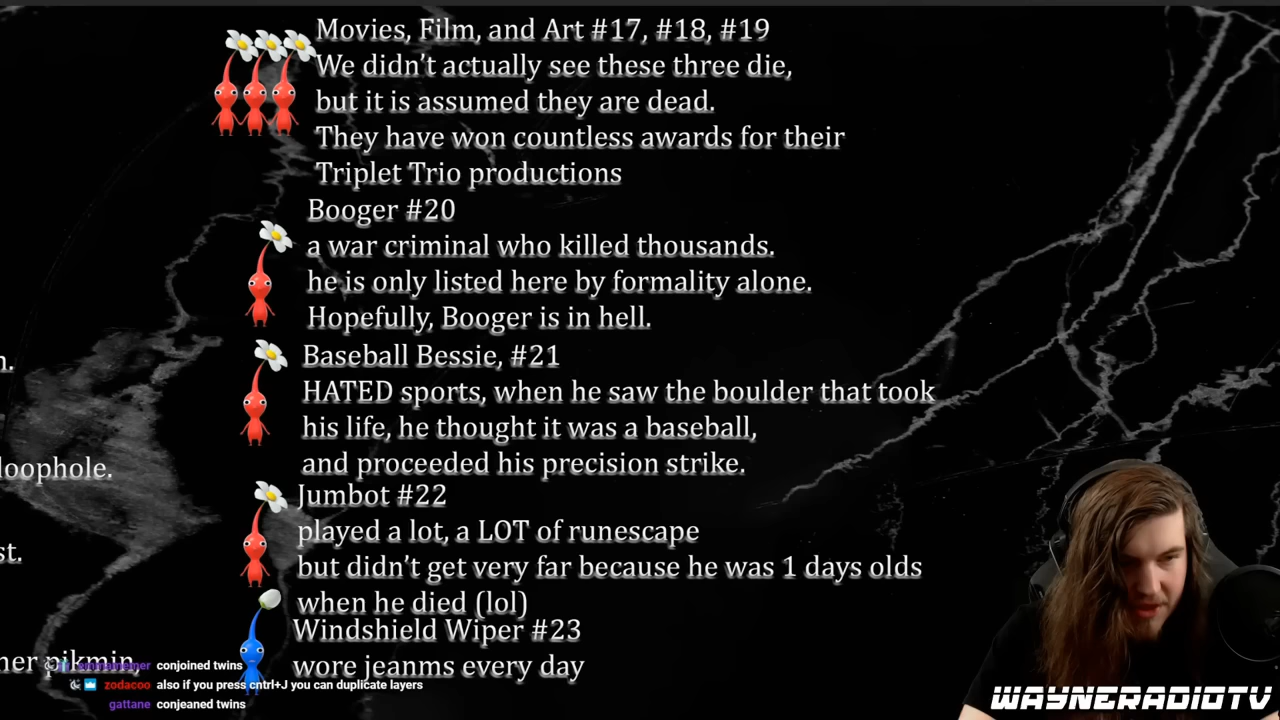 Movies, Film, and Art #17, #18, #19
We didn't actually see these three die,
but it is assumed they are dead.
They have won countless awards for their
Triplet Trio productions
Booger #20
a war criminal who killed thousands.
he is only listed here by formality alone.
Hopefully, Booger is in hell.
Baseball Bessie, #21
HATED sports, when he saw the boulder that took
his life, he thought it was a baseball,
and proceeded his precision strike.
loophole.
Jumbot #22
played a lot, a LOT of runescape
but didn't get very far because he was 1 days olds
when he died (lol)
st.
Windshield Wiper #23
wore jeanms every day
her pikmin,
conjoined twins
zodacoo also if you press cntrl+J you can duplicate layers
gattane conjeaned twins
WAYNERADIOTV